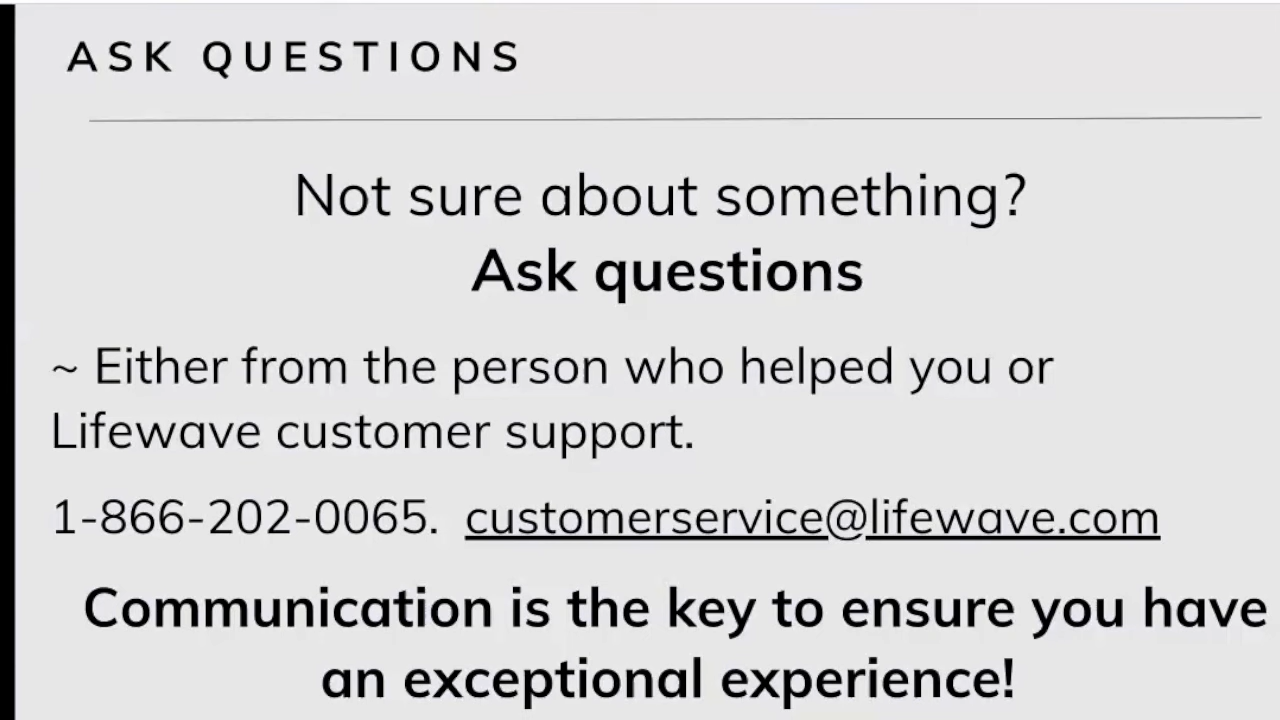 ASK QUESTIONS
Not sure about something?
Ask questions
~ Either from the person who helped you or
Lifewave customer support.
1-866-202-0065. customerservice@lifewave.com
Communication is the key to ensure you have
an exceptional experience!